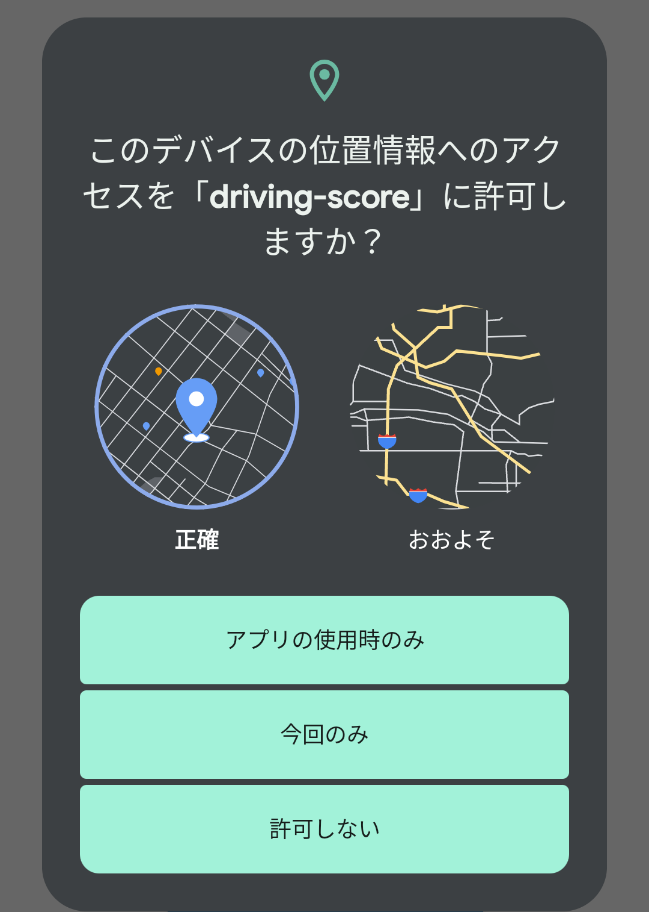 このデバイスの位置情報へのアク
セスを「driving-score」に許可し
ますか？
正確
おおよそ
アプリの使用時のみ
今回のみ
許可しない